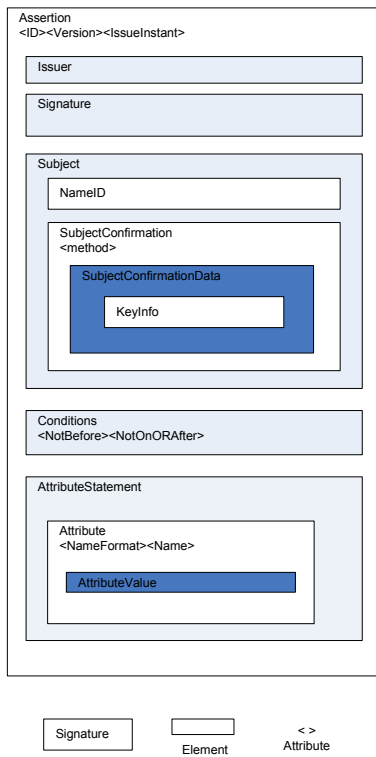 Assertion
<ID><Version><IssueInstant>
Issuer
Signature
Subject
NameID
SubjectConfirmation
<method>
SubjectConfirmationData
KeyInfo
Conditions
<NotBefore><NotOnORAfter>
AttributeStatement
Attribute
<NameFormat><Name>
AttributeValue
Signature
Element
< >
Attribute